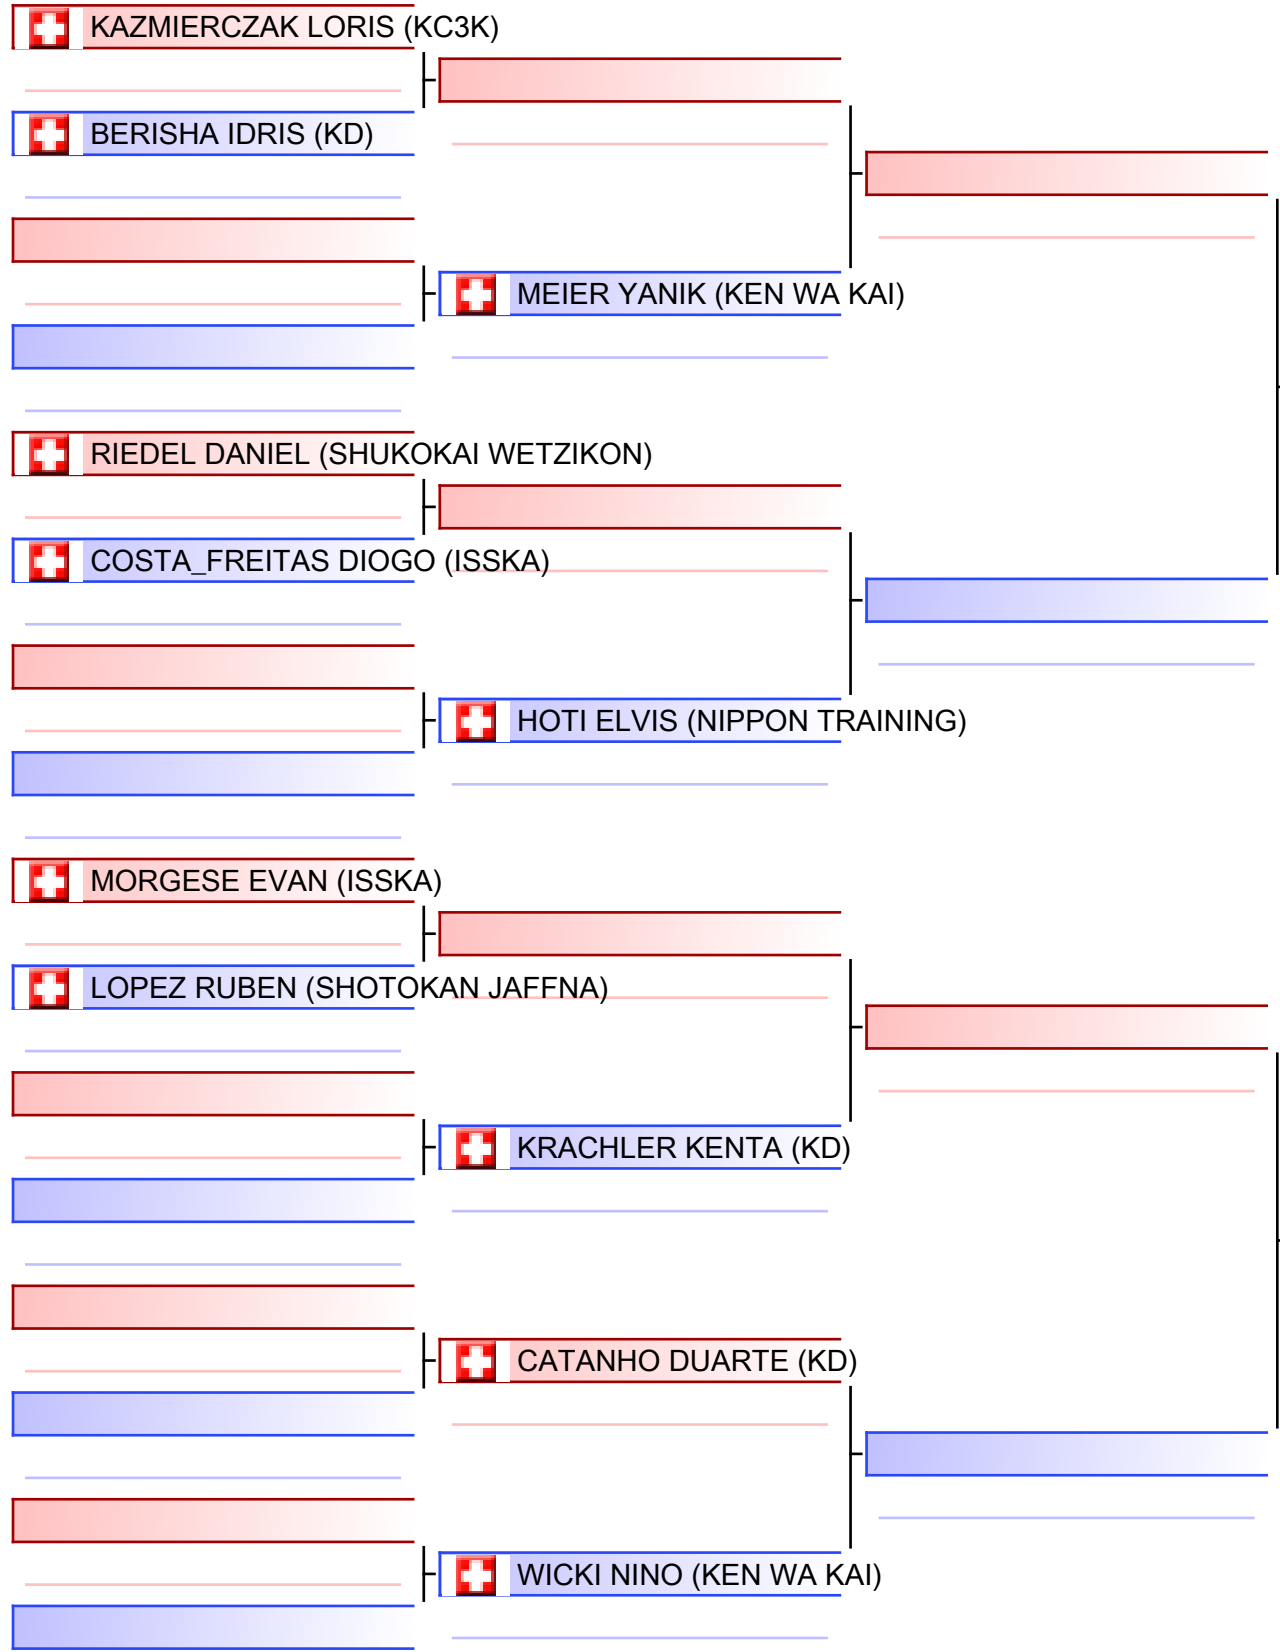 KAZMIERCZAK LORIS (KC3K)
BERISHA IDRIS (KD)
MEIER YANIK (KEN WA KAI)
RIEDEL DANIEL (SHUKOKAI WETZIKON)
COSTA_FREITAS DIOGO (ISSKA)
HOTI ELVIS (NIPPON TRAINING)
MORGESE EVAN (ISSKA)
LOPEZ RUBEN (SHOTOKAN JAFFNA)
KRACHLER KENTA (KD)
CATANHO DUARTE (KD)
WICKI NINO (KEN WA KAI)